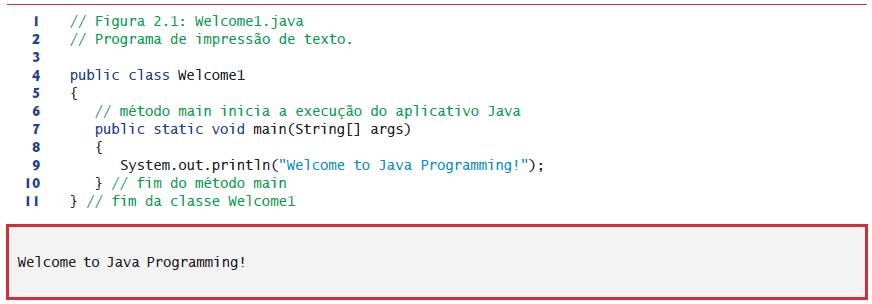 1 // Figura 2.1: Welcome1.java
2 // Programa de impressão de texto.
3
4 public class Welcome1
5 {
6    // método main inicia a execução do aplicativo Java
7    public static void main(String[] args)
8    {
9       System.out.println("Welcome to Java Programming!");
10    } // fim do método main
11 } // fim da classe Welcome1
Welcome to Java Programming!